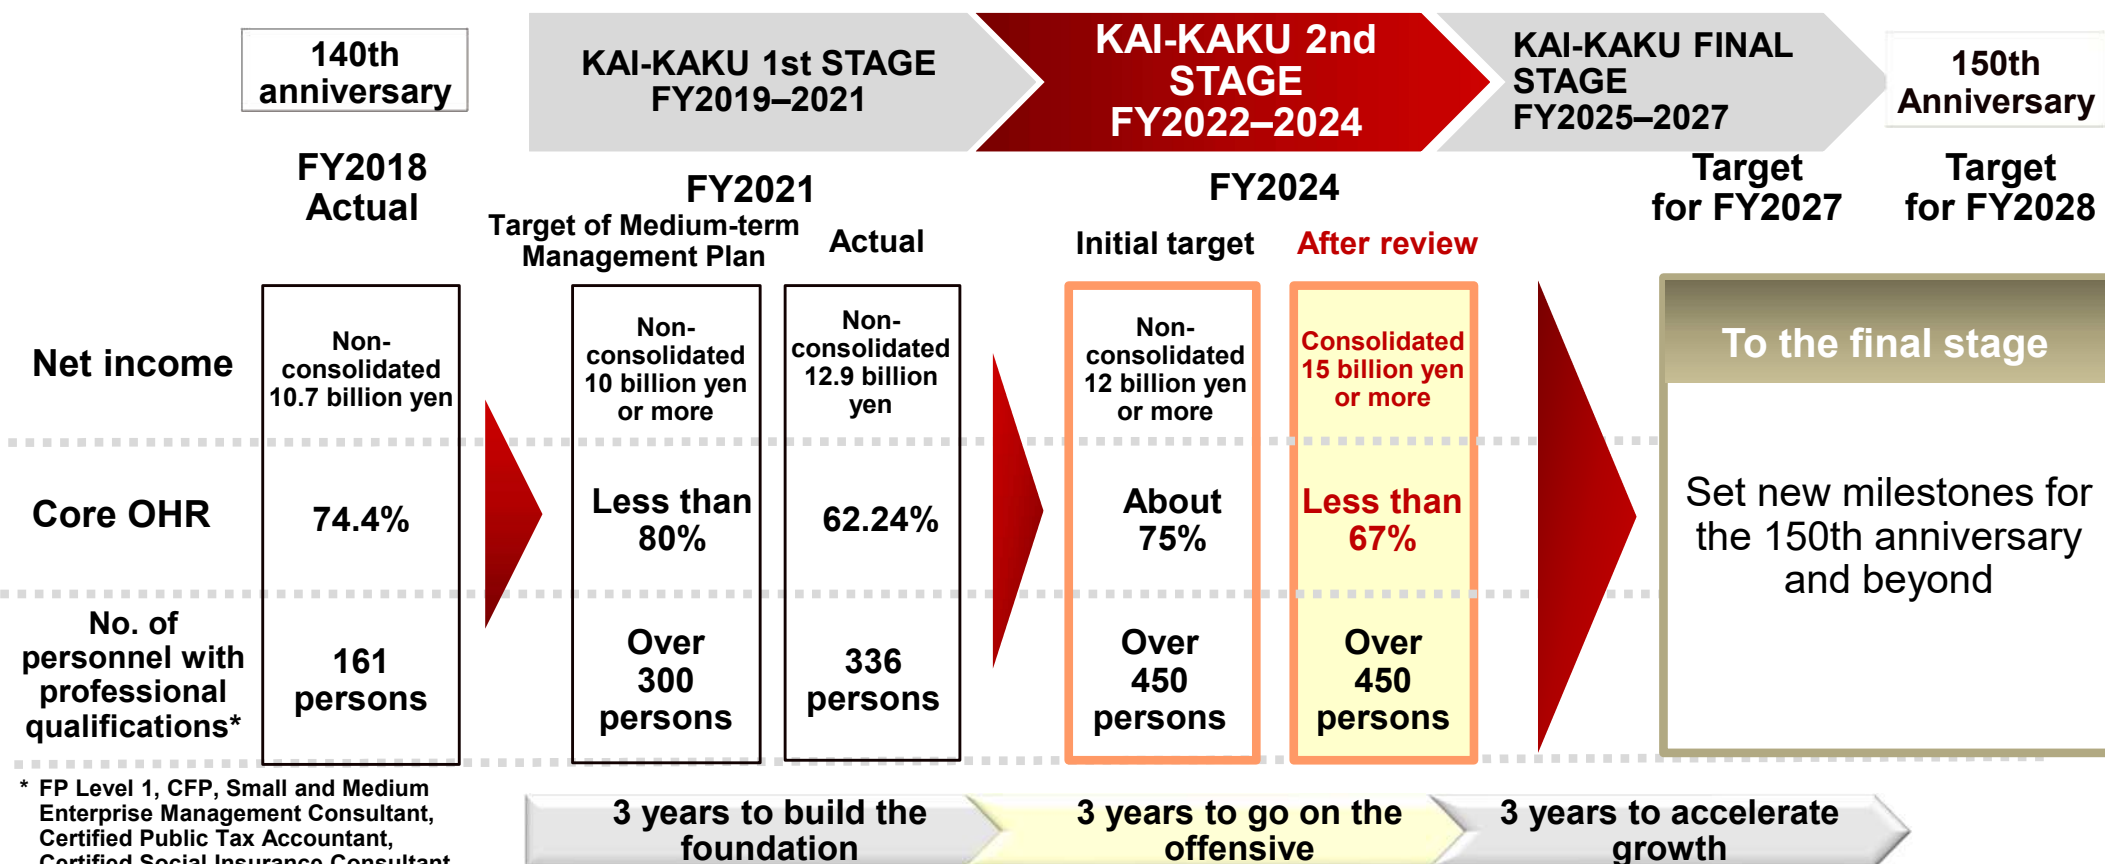 140th
anniversary
KAI-KAKU 1st STAGE
FY2019–2021
KAI-KAKU 2nd
STAGE
FY2022–2024
KAI-KAKU FINAL
STAGE
FY2025–2027
150th
Anniversary
FY2018
Actual
FY2021
Target of Medium-term
Management Plan
Actual
FY2024
Initial target
After review
Target
for FY2027
Target
for FY2028
Net income
Non-
consolidated
10.7 billion yen
Non-
consolidated
10 billion yen
or more
Non-
consolidated
12.9 billion
yen
Non-
consolidated
12 billion yen
or more
Consolidated
15 billion yen
or more
To the final stage
Core OHR
74.4%
Less than
80%
62.24%
About
75%
Less than
67%
Set new milestones for
the 150th anniversary
and beyond
No. of
personnel with
professional
qualifications*
161
persons
Over
300
persons
336
persons
Over
450
persons
Over
450
persons
* FP Level 1, CFP, Small and Medium
Enterprise Management Consultant,
Certified Public Tax Accountant,
Certified Social Insurance Consultant
3 years to build the
foundation
3 years to go on the
offensive
3 years to accelerate
growth